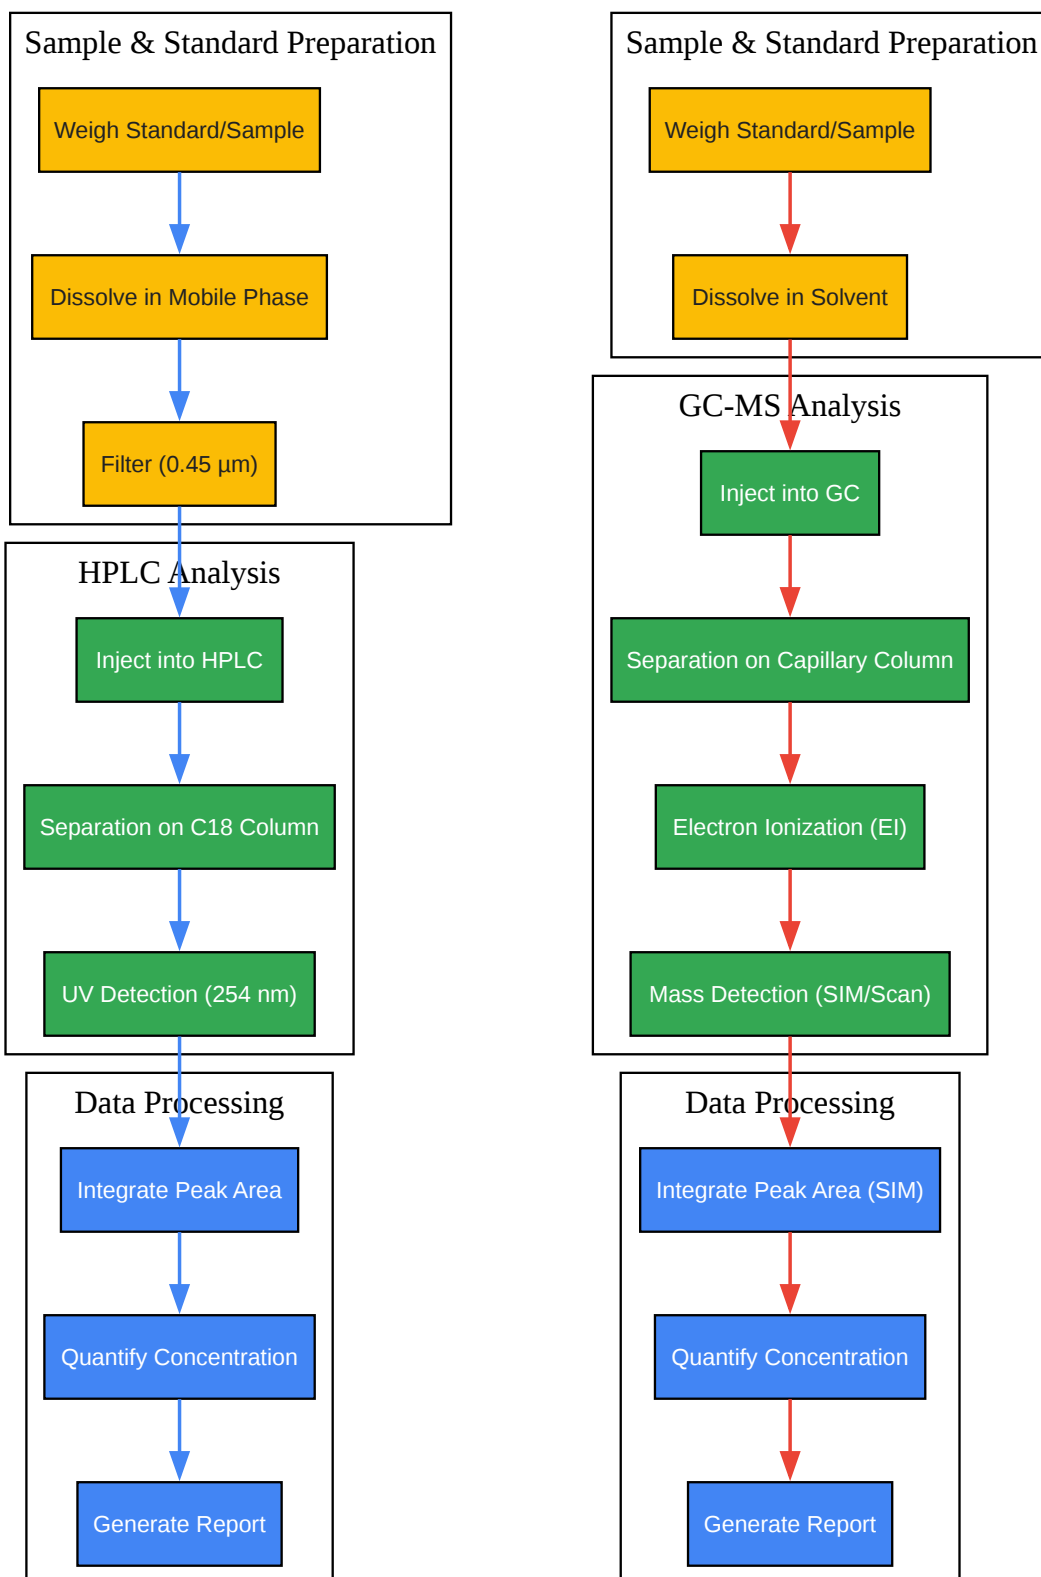 Sample & Standard Preparation
Weigh Standard/Sample
Dissolve in Mobile Phase
Filter (0.45 µm)
HPLC Analysis
Inject into HPLC
Separation on C18 Column
UV Detection (254 nm)
Data Processing
Integrate Peak Area
Quantify Concentration
Generate Report
Sample & Standard Preparation
Weigh Standard/Sample
Dissolve in Solvent
GC-MS Analysis
Inject into GC
Separation on Capillary Column
Electron Ionization (EI)
Mass Detection (SIM/Scan)
Data Processing
Integrate Peak Area (SIM)
Quantify Concentration
Generate Report